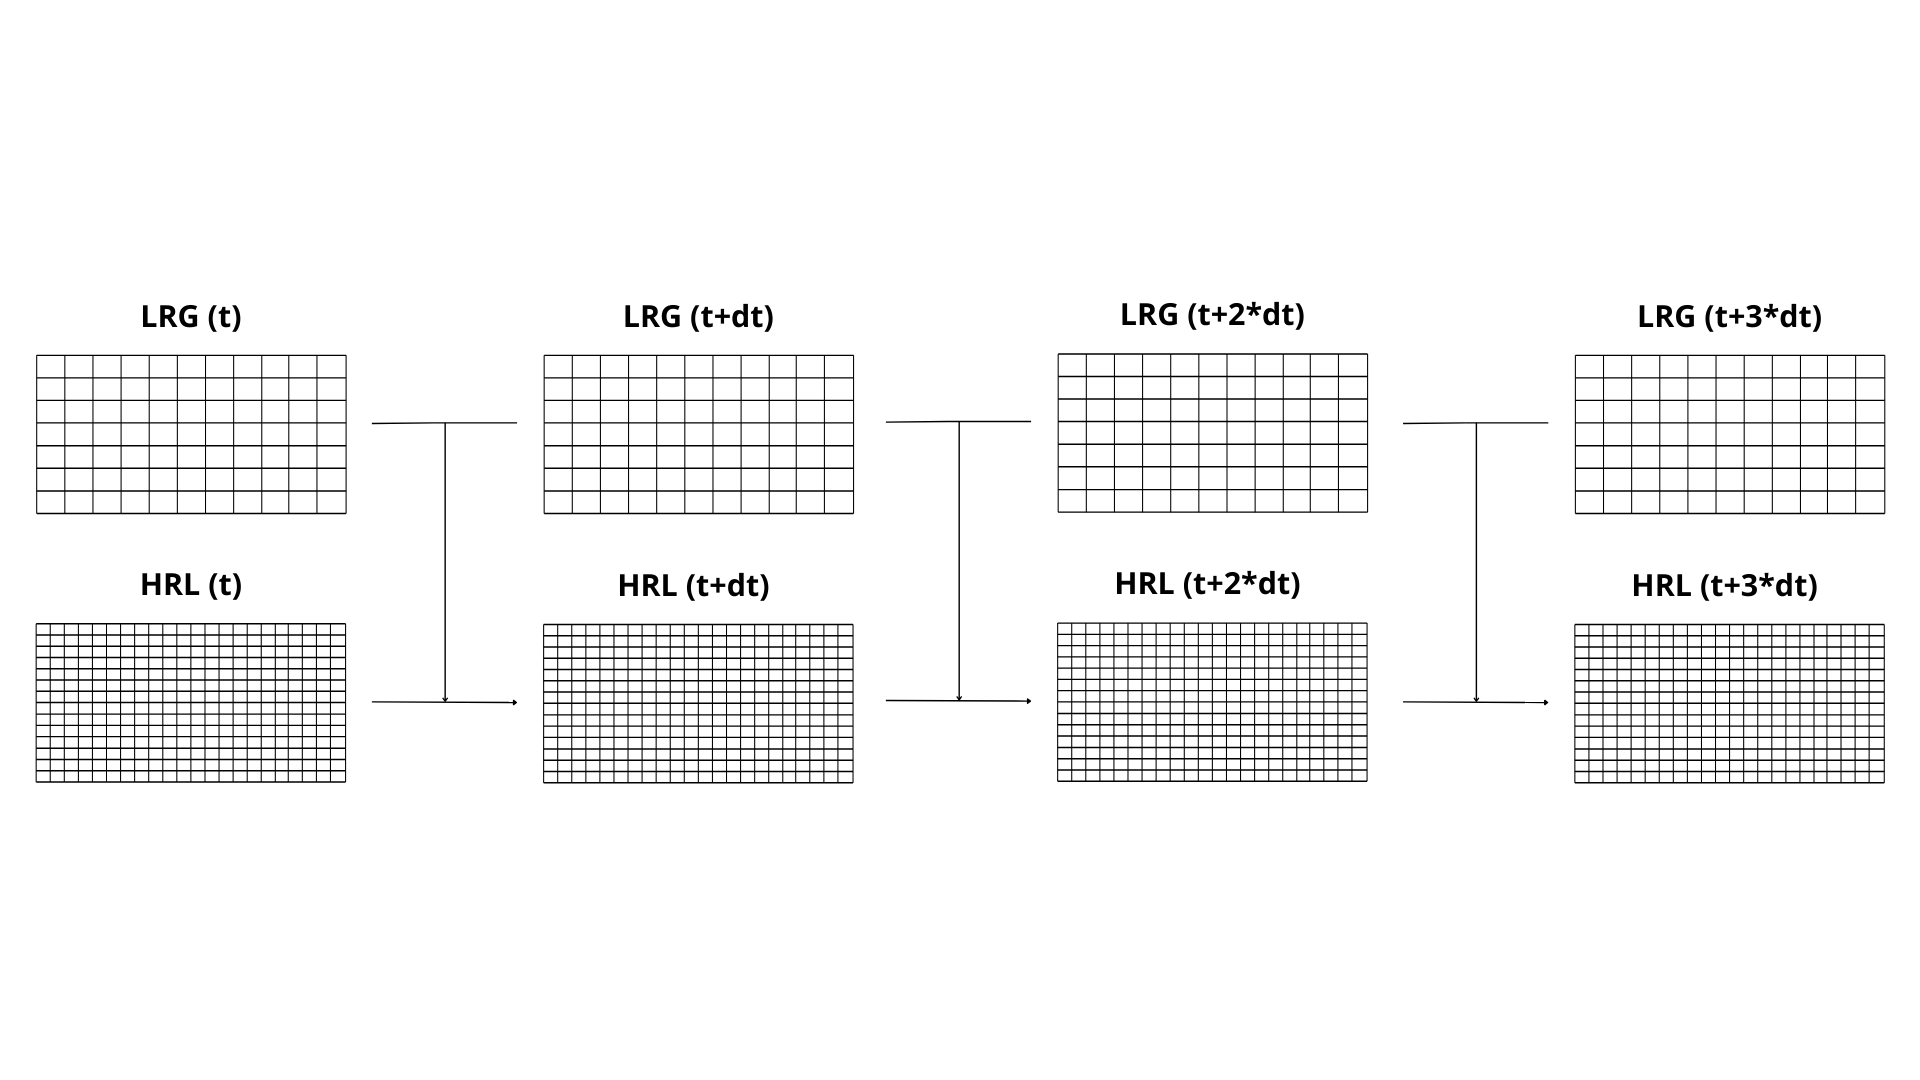 LRG (t)
LRG (t+dt)
LRG (t+2*dt)
LRG (t+3*dt)
HRL (t)
HRL (t+dt)
HRL (t+2*dt)
HRL (t+3*dt)